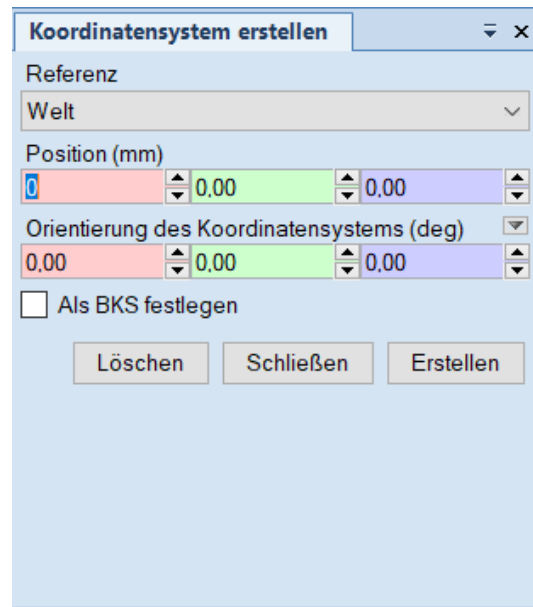 Koordinatensystem erstellen
Referenz
Welt
Position (mm)
0 0,00 0,00
Orientierung des Koordinatensystems (deg)
0,00 0,00 0,00
Als BKS festlegen
Löschen Schließen Erstellen